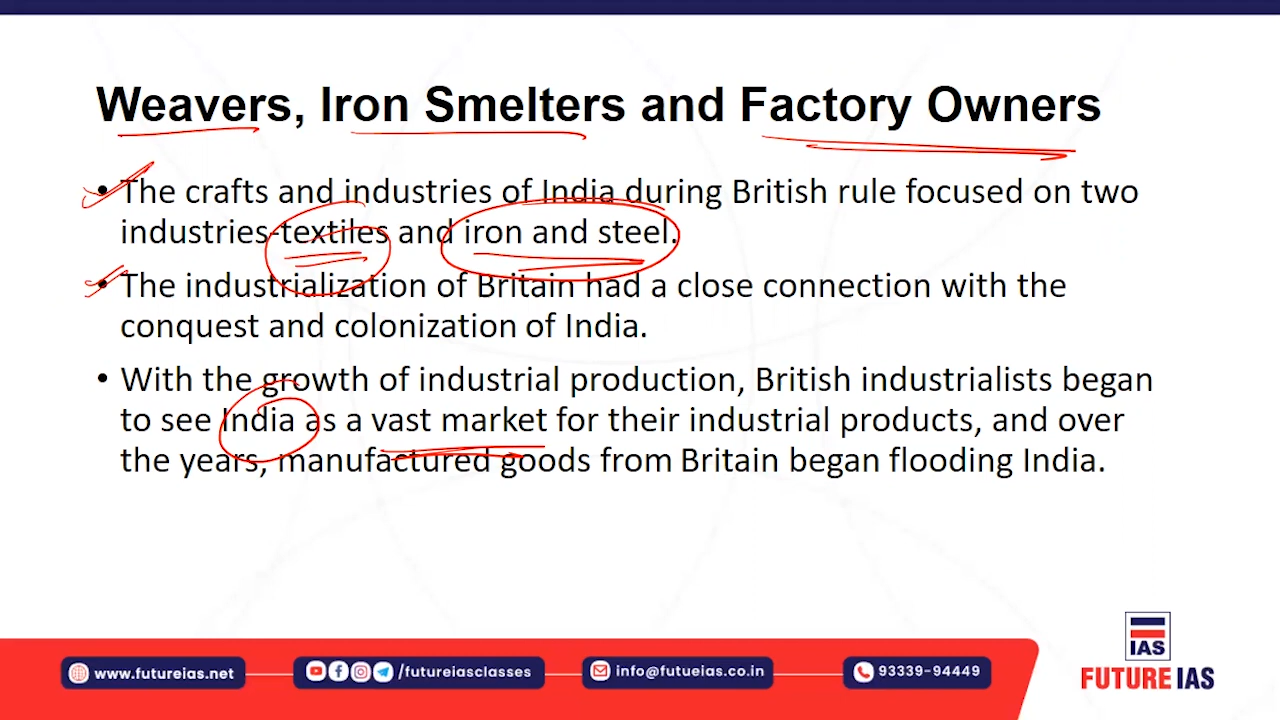 Weavers, Iron Smelters and Factory Owners
• The crafts and industries of India during British rule focused on two
industries-textiles and iron and steel.
• The industrialization of Britain had a close connection with the
conquest and colonization of India.
• With the growth of industrial production, British industrialists began
to see India as a vast market for their industrial products, and over
the years, manufactured goods from Britain began flooding India.
IAS
FUTURE IAS
www.futureias.net
/futureiasclasses
info@futueias.co.in
93339-94449